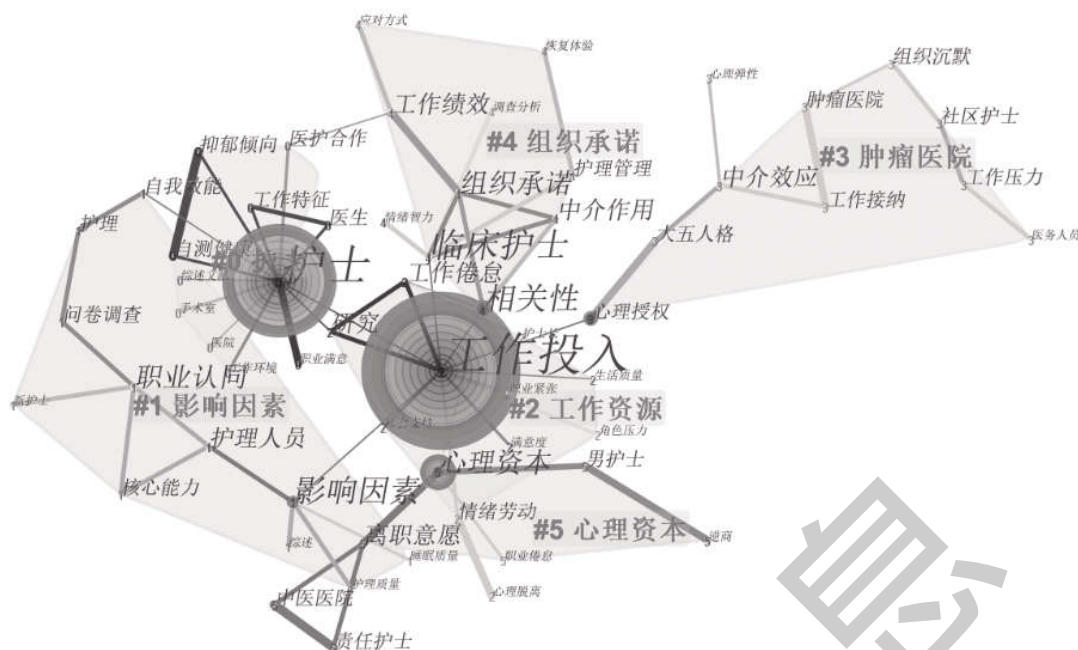 应对方式
恢复体验
组织沉默
心理弹性
工作绩效
调查分析
肿瘤医院
社区护士
抑郁倾向
医护合作
#4 组织承诺
#3 肿瘤医院
护理管理
中介效应
工作压力
自我效能
组织承诺
工作特征
中介作用
工作接纳
护理
医生
情绪智力
大五人格
医务人员
自测健康
临床护士
#0
护士
工作倦怠
手术室
相关性
心理授权
问卷调查
研究
医院
工作投入
工作环境
职业满意
职业认同
生活质量
职业紧张
#1 影响因素
#2 工作资源
护理人员
角色压力
满意度
心理资本
男护士
核心能力
影响因素
情绪劳动
#5 心理资本
离职意愿
逆商
综述
睡眠质量
职业倦怠
护理质量
中医医院
心理脱离
责任护士